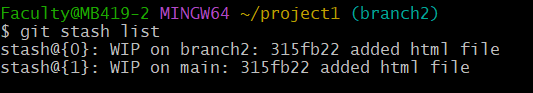 Faculty@MB419-2 MINGW64 ~/project1 (branch2)
$ git stash list
stash@{0}: WIP on branch2: 315fb22 added html file
stash@{1}: WIP on main: 315fb22 added html file